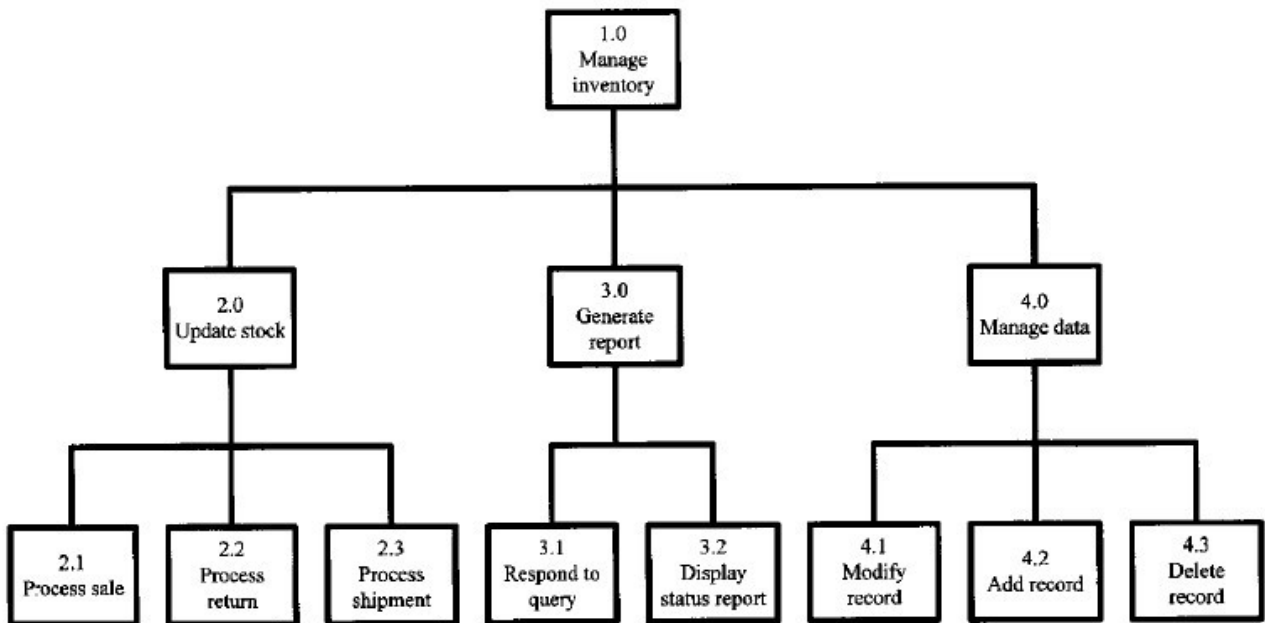 1.0
Manage
inventory
2.0
Update stock
3.0
Generate
report
4.0
Manage data
2.1
Process sale
2.2
Process
return
2.3
Process
shipment
3.1
Respond to
query
3.2
Display
status report
4.1
Modify
record
4.2
Add record
4.3
Delete
record